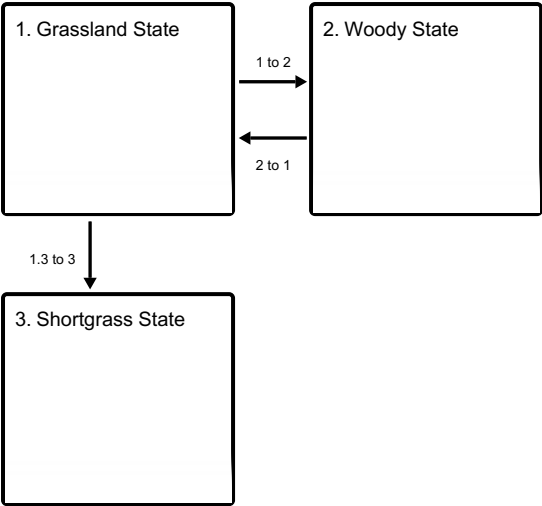 1. Grassland State
2. Woody State
1 to 2
2 to 1
1.3 to 3
3. Shortgrass State